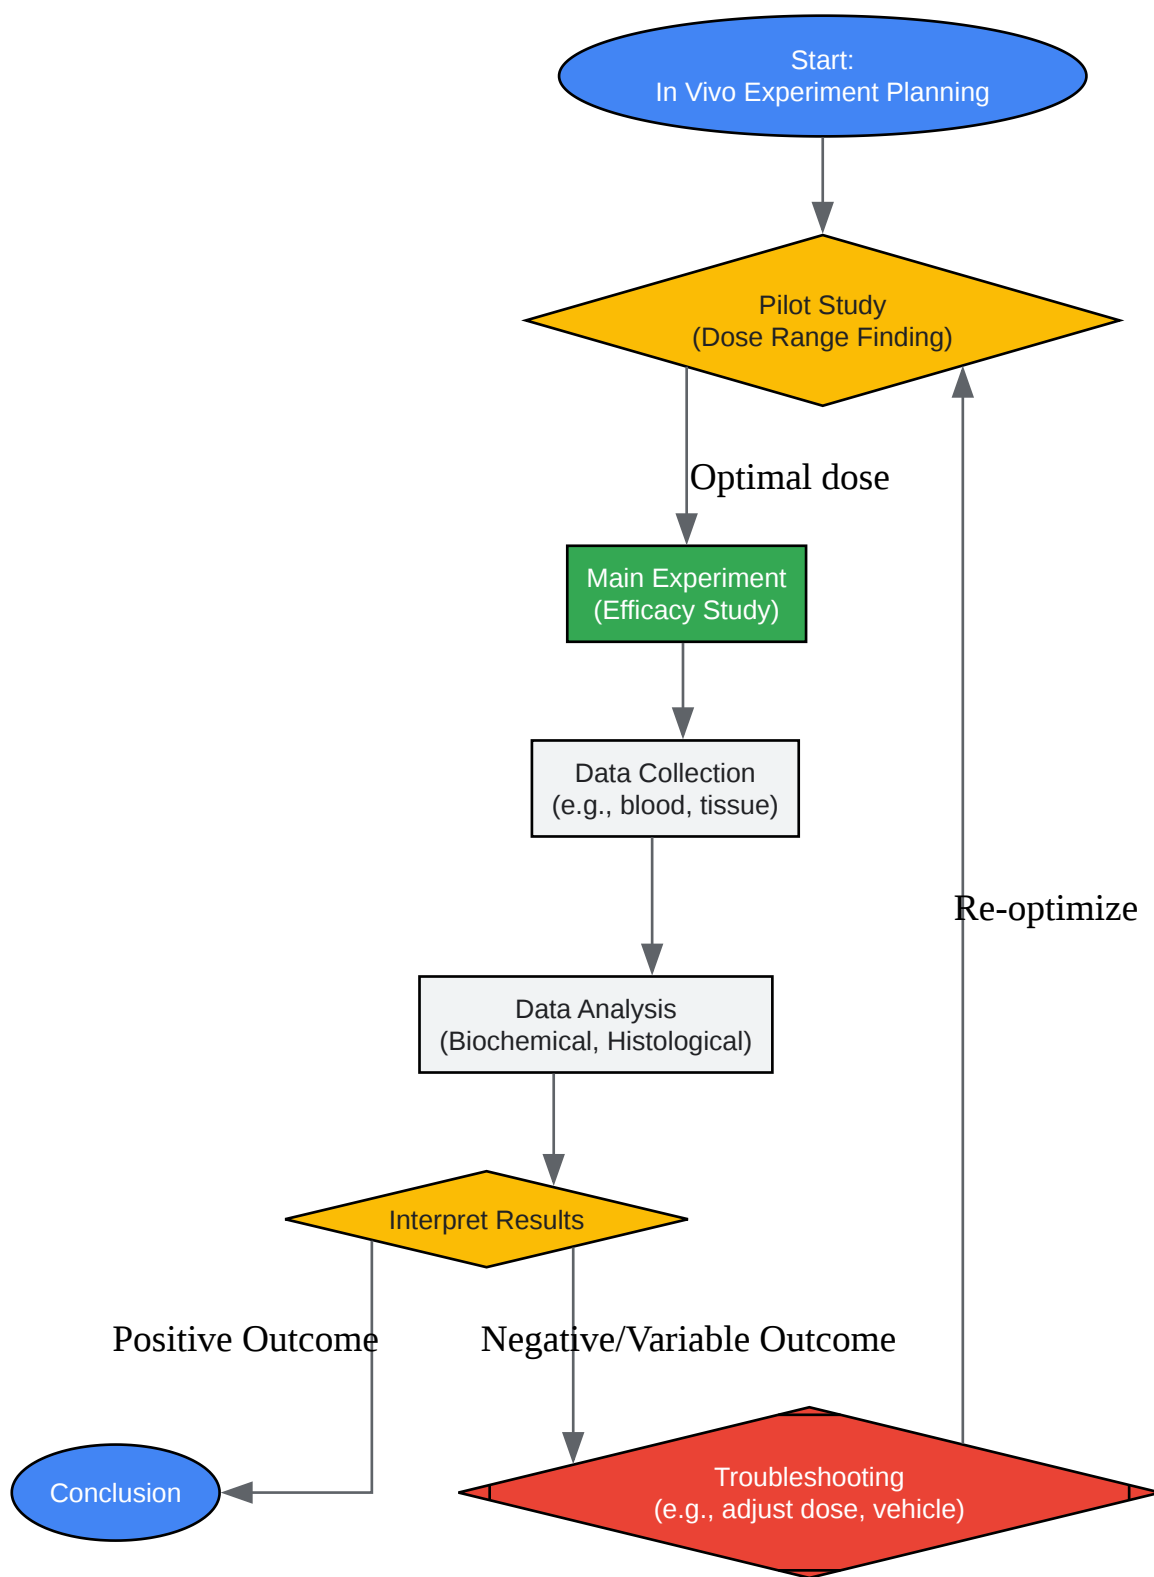 Start:
In Vivo Experiment Planning
Pilot Study
(Dose Range Finding)
Optimal dose
Main Experiment
(Efficacy Study)
Data Collection
(e.g., blood, tissue)
Re-optimize
Data Analysis
(Biochemical, Histological)
Interpret Results
Positive Outcome
Negative/Variable Outcome
Conclusion
Troubleshooting
(e.g., adjust dose, vehicle)